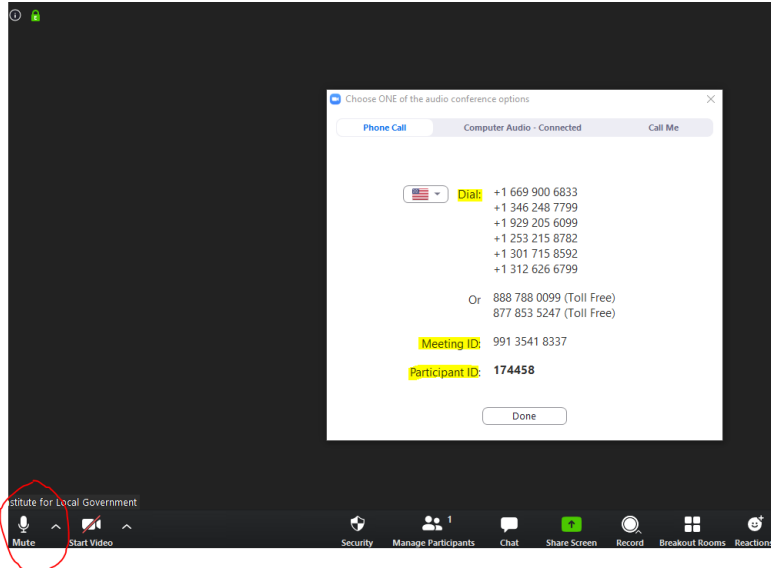 Choose ONE of the audio conference options
Phone Call
Computer Audio - Connected
Call Me
Dial: +1 669 900 6833
+1 346 248 7799
+1 929 205 6099
+1 253 215 8782
+1 301 715 8592
+1 312 626 6799
Or 888 788 0099 (Toll Free)
877 853 5247 (Toll Free)
Meeting ID: 991 3541 8337
Participant ID: 174458
Done
stitute for Local Government
1
Mute
Start Video
Security
Manage Participants
Chat
Share Screen
Record
Breakout Rooms
Reactions